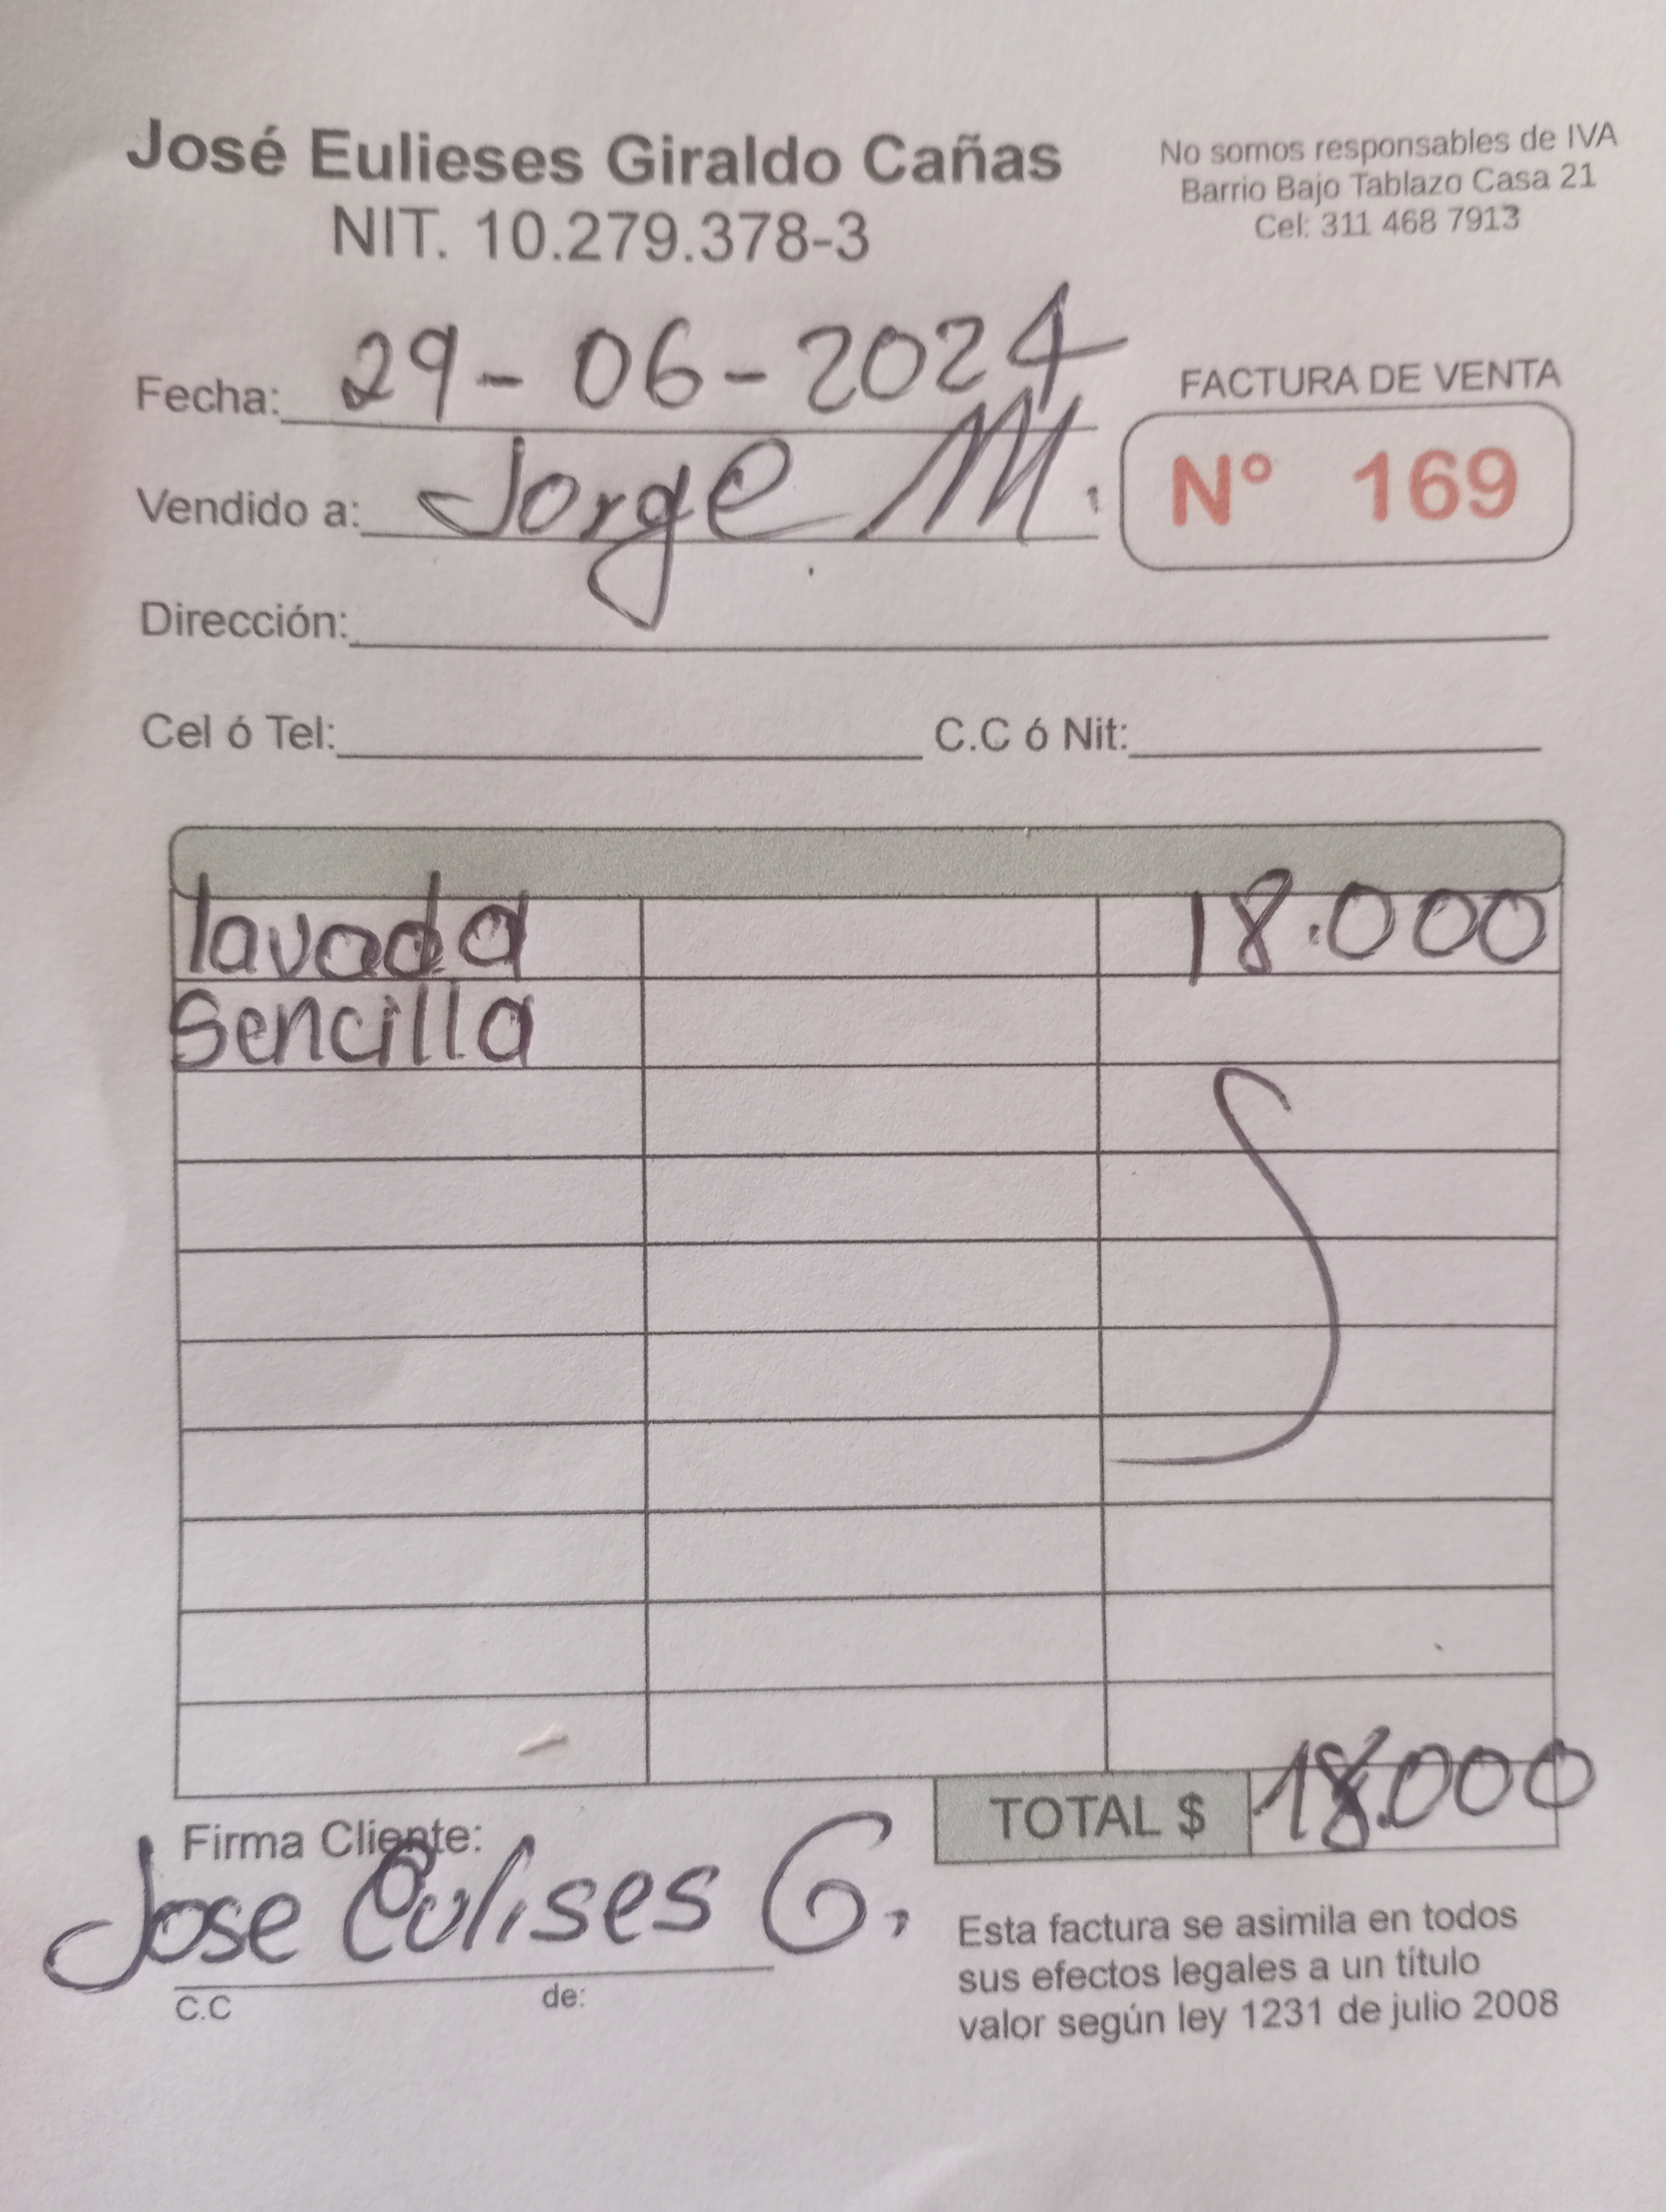 José Eulieses Giraldo Cañas
NIT. 10.279.378-3
No somos responsables de IVA
Barrio Bajo Tablazo Casa 21
Cel: 311 468 7913
Fecha: 29-06-2024
Vendido a: Jorge M.
FACTURA DE VENTA
N° 169
Dirección:
Cel ó Tel: C.C ó Nit:
lavada 18.000
Sencilla
TOTAL $ 18.000
Firma Cliente:
Jose Eulises G.
C.C de:
Esta factura se asimila en todos
sus efectos legales a un título
valor según ley 1231 de julio 2008